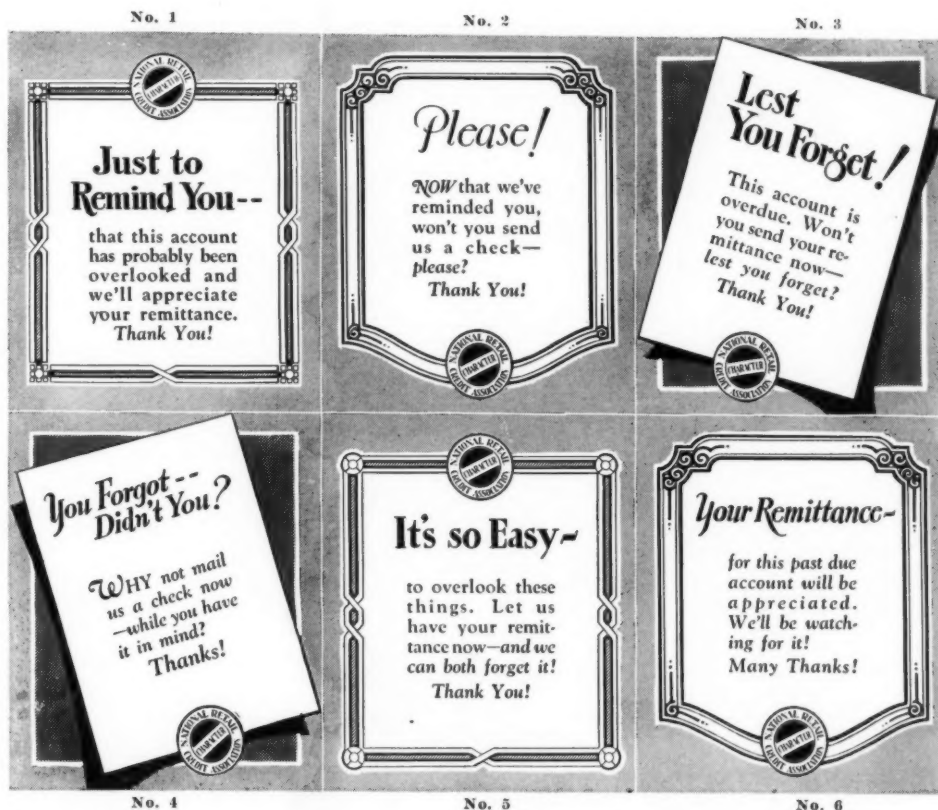 No. 1
NATIONAL RETAIL
CHARACTER
CREDIT ASSOCIATION
Just to
Remind You--
that this account
has probably been
overlooked and
we'll appreciate
your remittance.
Thank You!
No. 2
Please!
NOW that we've
reminded you,
won't you send
us a check—
please?
Thank You!
NATIONAL RETAIL
CHARACTER
CREDIT ASSOCIATION
No. 3
Lest
You Forget!
This account is
overdue. Won't
you send your re-
mittance now—
lest you forget?
Thank You!
NATIONAL RETAIL
CHARACTER
CREDIT ASSOCIATION
You Forgot--
Didn't You?
WHY not mail
us a check now
—while you have
it in mind?
Thanks!
NATIONAL RETAIL
CHARACTER
CREDIT ASSOCIATION
No. 4
NATIONAL RETAIL
CHARACTER
CREDIT ASSOCIATION
It's so Easy~
to overlook these
things. Let us
have your remit-
tance now—and we
can both forget it!
Thank You!
No. 5
Your Remittance~
for this past due
account will be
appreciated.
We'll be watch-
ing for it!
Many Thanks!
NATIONAL RETAIL
CHARACTER
CREDIT ASSOCIATION
No. 6